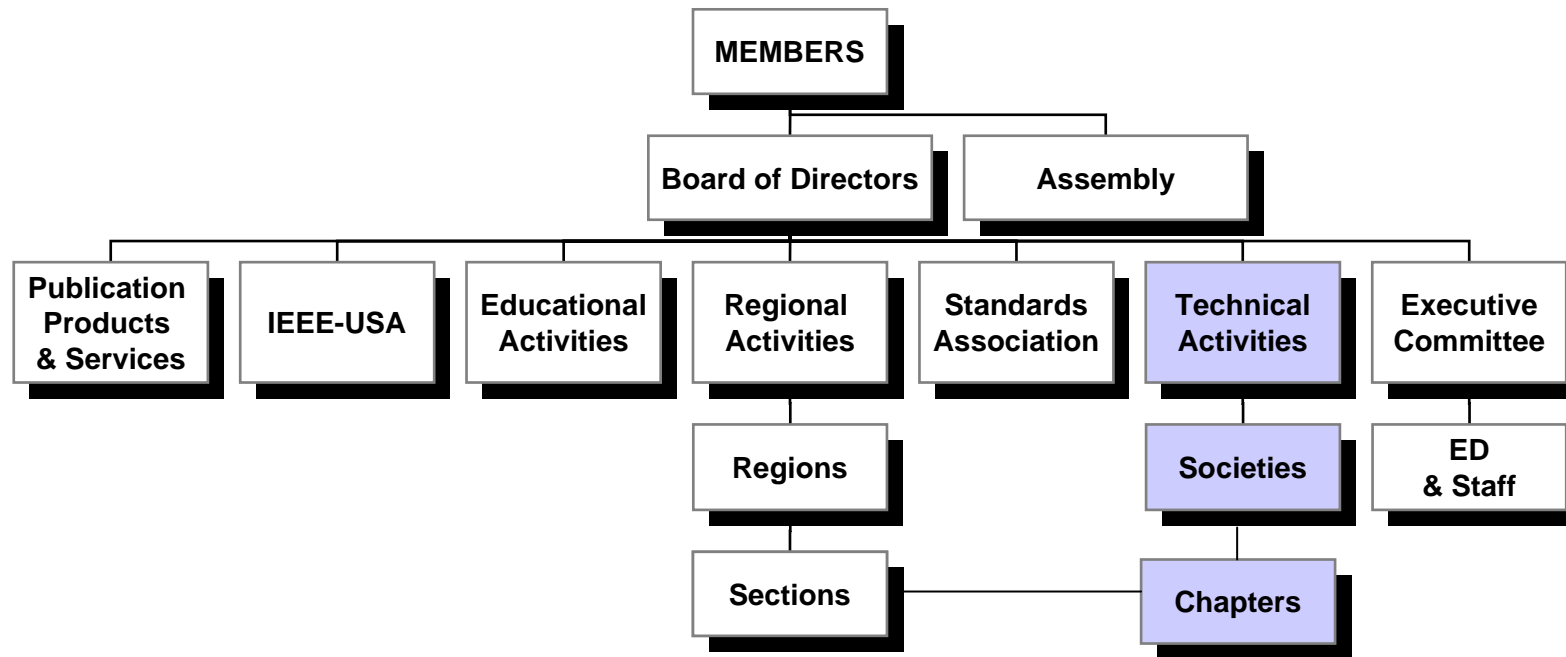 MEMBERS
Board of Directors
Assembly
Publication
Products
& Services
IEEE-USA
Educational
Activities
Regional
Activities
Standards
Association
Technical
Activities
Executive
Committee
Regions
Societies
ED
& Staff
Sections
Chapters